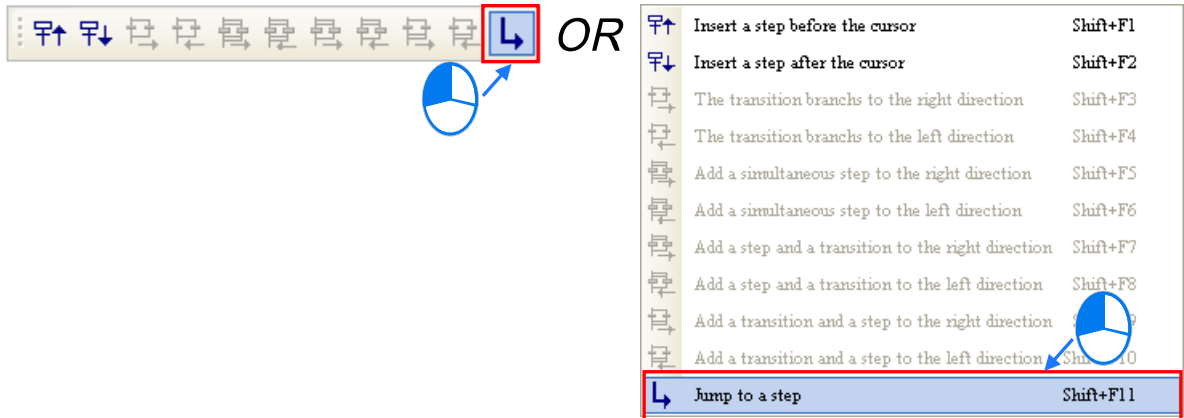 OR
Insert a step before the cursor Shift+F1
Insert a step after the cursor Shift+F2
The transition branchs to the right direction Shift+F3
The transition branchs to the left direction Shift+F4
Add a simultaneous step to the right direction Shift+F5
Add a simultaneous step to the left direction Shift+F6
Add a step and a transition to the right direction Shift+F7
Add a step and a transition to the left direction Shift+F8
Add a transition and a step to the right direction
Add a transition and a step to the left direction
Jump to a step Shift+F11